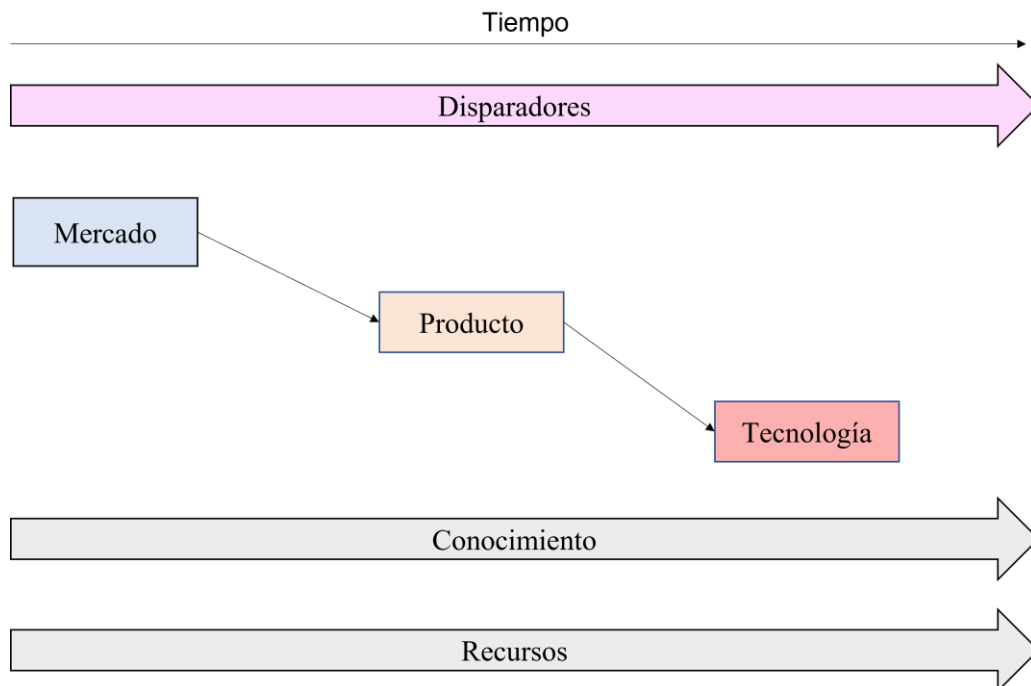 Tiempo
Disparadores
Mercado
Producto
Tecnología
Conocimiento
Recursos